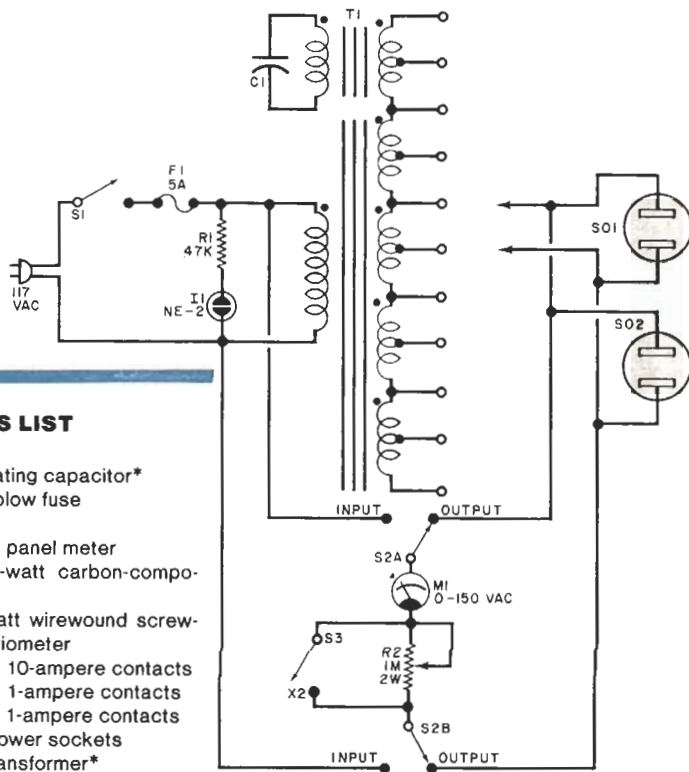 T1
C1
F1
5A
S1
R1
47K
I1
NE-2
117
VAC
SO1
SO2
S LIST
ating capacitor*
blow fuse
panel meter
-watt carbon-compo-
att wirewound screw-
tiometer
10-ampere contacts
1-ampere contacts
1-ampere contacts
ower sockets
ansformer*
INPUT
OUTPUT
S2A
M1
0-150 VAC
S3
R2
1M
2W
X2
S2B
INPUT
OUTPUT